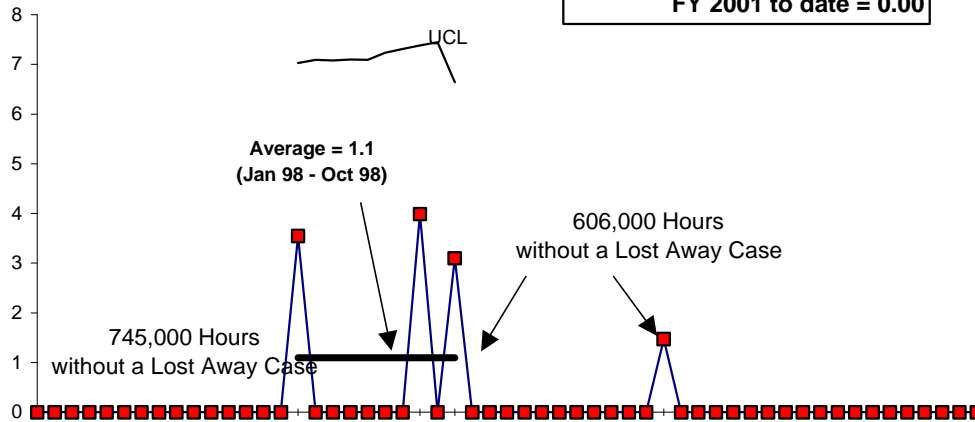 FY 2001 to date = 0.00
8
UCL
7
6
5
Average = 1.1
(Jan 98 - Oct 98)
4
606,000 Hours
without a Lost Away Case
3
2
745,000 Hours
without a Lost Away Case
1
0